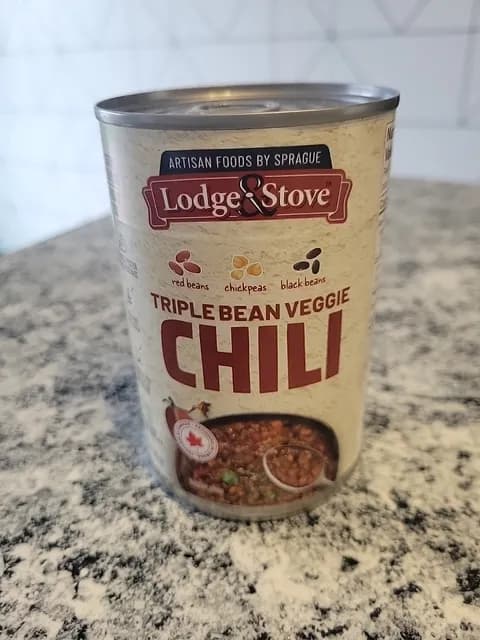 ARTISAN FOODS BY SPRAGUE
Lodge & Stove
red beans chickpeas black beans
TRIPLE BEAN VEGGIE
CHILI